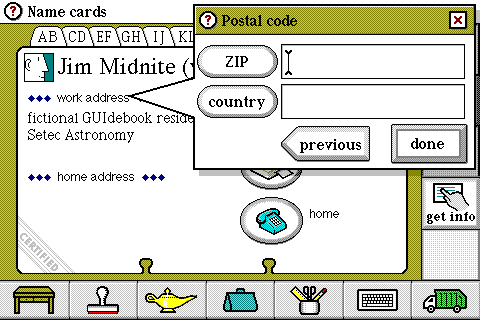 Name cards
AB CD EF GH IJ KL
Jim Midnite (
work address
fictional GUIdebook reside
Setec Astronomy
home address
home
CERTIFIED
Postal code
ZIP
country
previous
done
get info